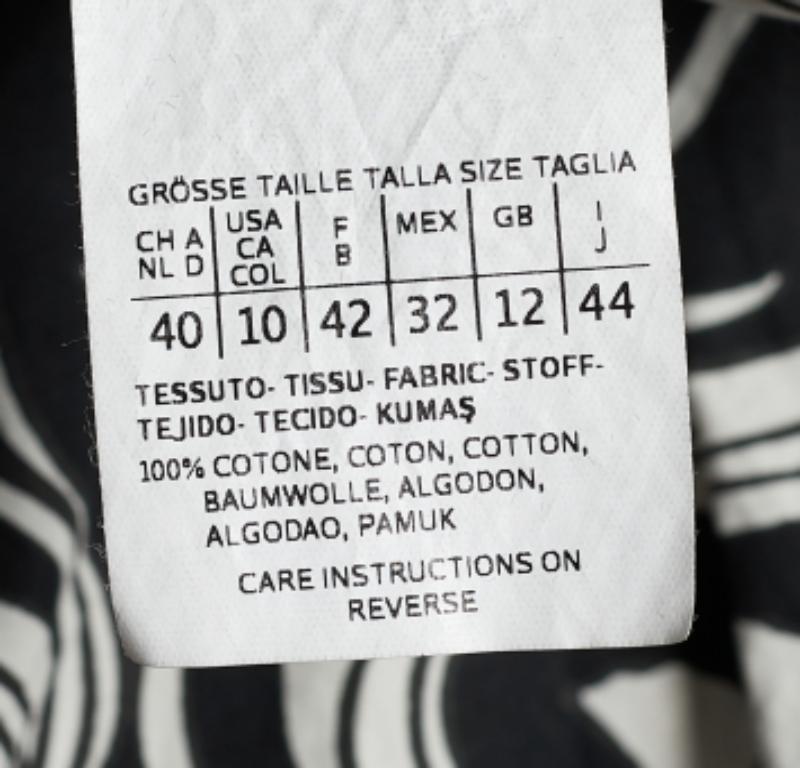 GRÖSSE TAILLE TALLA SIZE TAGLIA
CH A USA F MEX GB I
NL D CA B J
COL
40 10 42 32 12 44
TESSUTO- TISSU- FABRIC- STOFF-
TEJIDO- TECIDO- KUMAŞ
100% COTONE, COTON, COTTON,
BAUMWOLLE, ALGODON,
ALGODAO, PAMUK
CARE INSTRUCTIONS ON
REVERSE